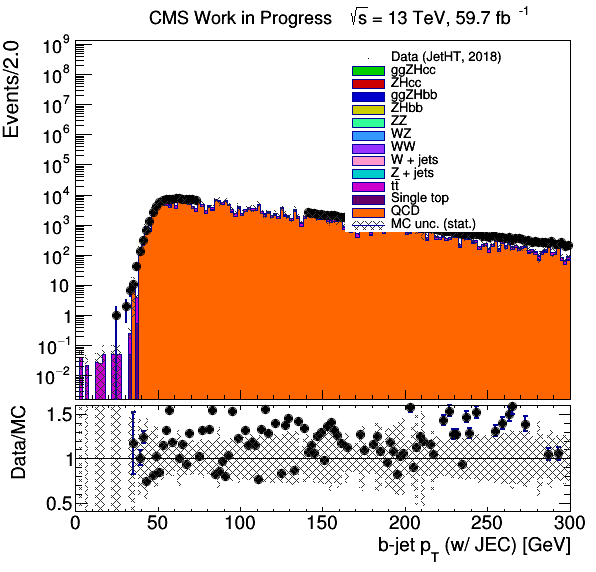 CMS Work in Progress √s = 13 TeV, 59.7 fb⁻¹
Events/2.0
10⁹
10⁸
10⁷
10⁶
10⁵
10⁴
10³
10²
10
1
10⁻¹
10⁻²
Data (JetHT, 2018)
ggZHcc
ZHcc
ggZHbb
ZHbb
ZZ
WZ
WW
W + jets
Z + jets
tt̄
Single top
QCD
MC unc. (stat.)
Data/MC
1.5
1
0.5
0 50 100 150 200 250 300
b-jet p_T (w/ JEC) [GeV]